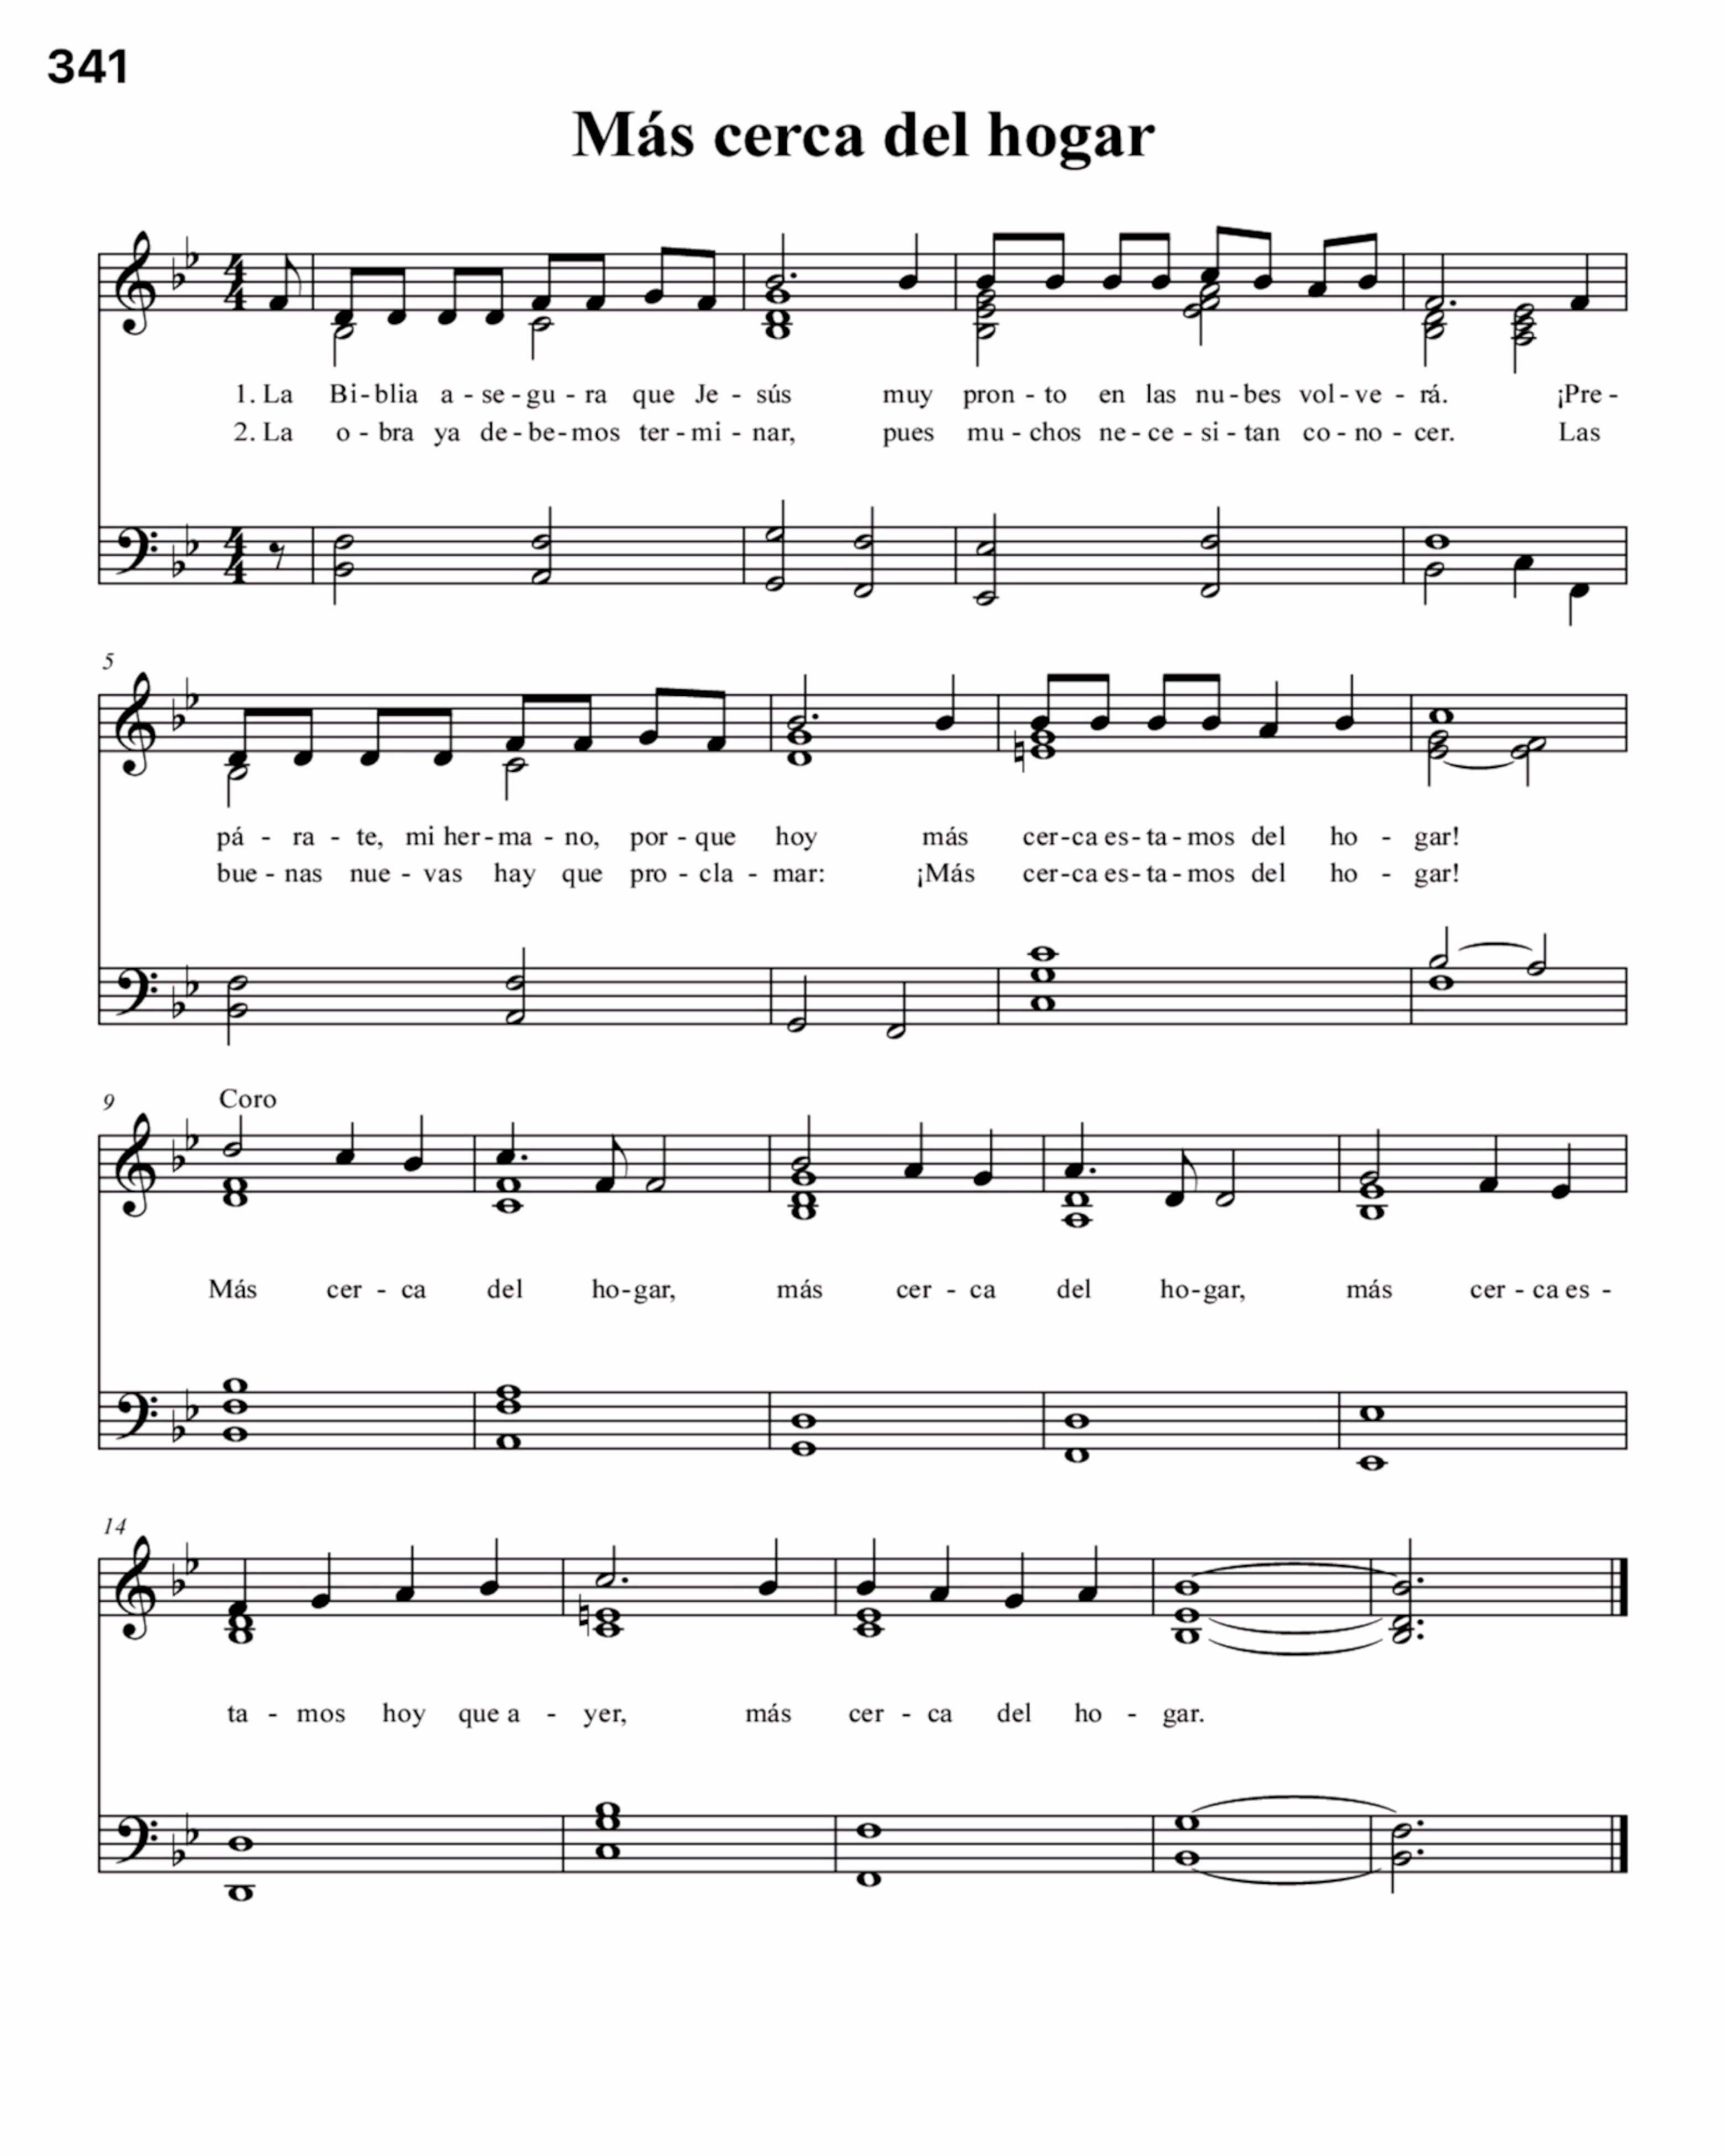 341
Más cerca del hogar
1. La Bi - blia a - se - gu - ra que Je - sús muy pron - to en las nu - bes vol - ve - rá. ¡Pre -
2. La o - bra ya de - be - mos ter - mi - nar, pues mu - chos ne - ce - si - tan co - no - cer. Las
5
pá - ra - te, mi her - ma - no, por - que hoy más cer - ca es - ta - mos del ho - gar!
bue - nas nue - vas hay que pro - cla - mar: ¡Más cer - ca es - ta - mos del ho - gar!
9
Coro
Más cer - ca del ho - gar, más cer - ca del ho - gar, más cer - ca es -
14
ta - mos hoy que a - yer, más cer - ca del ho - gar.